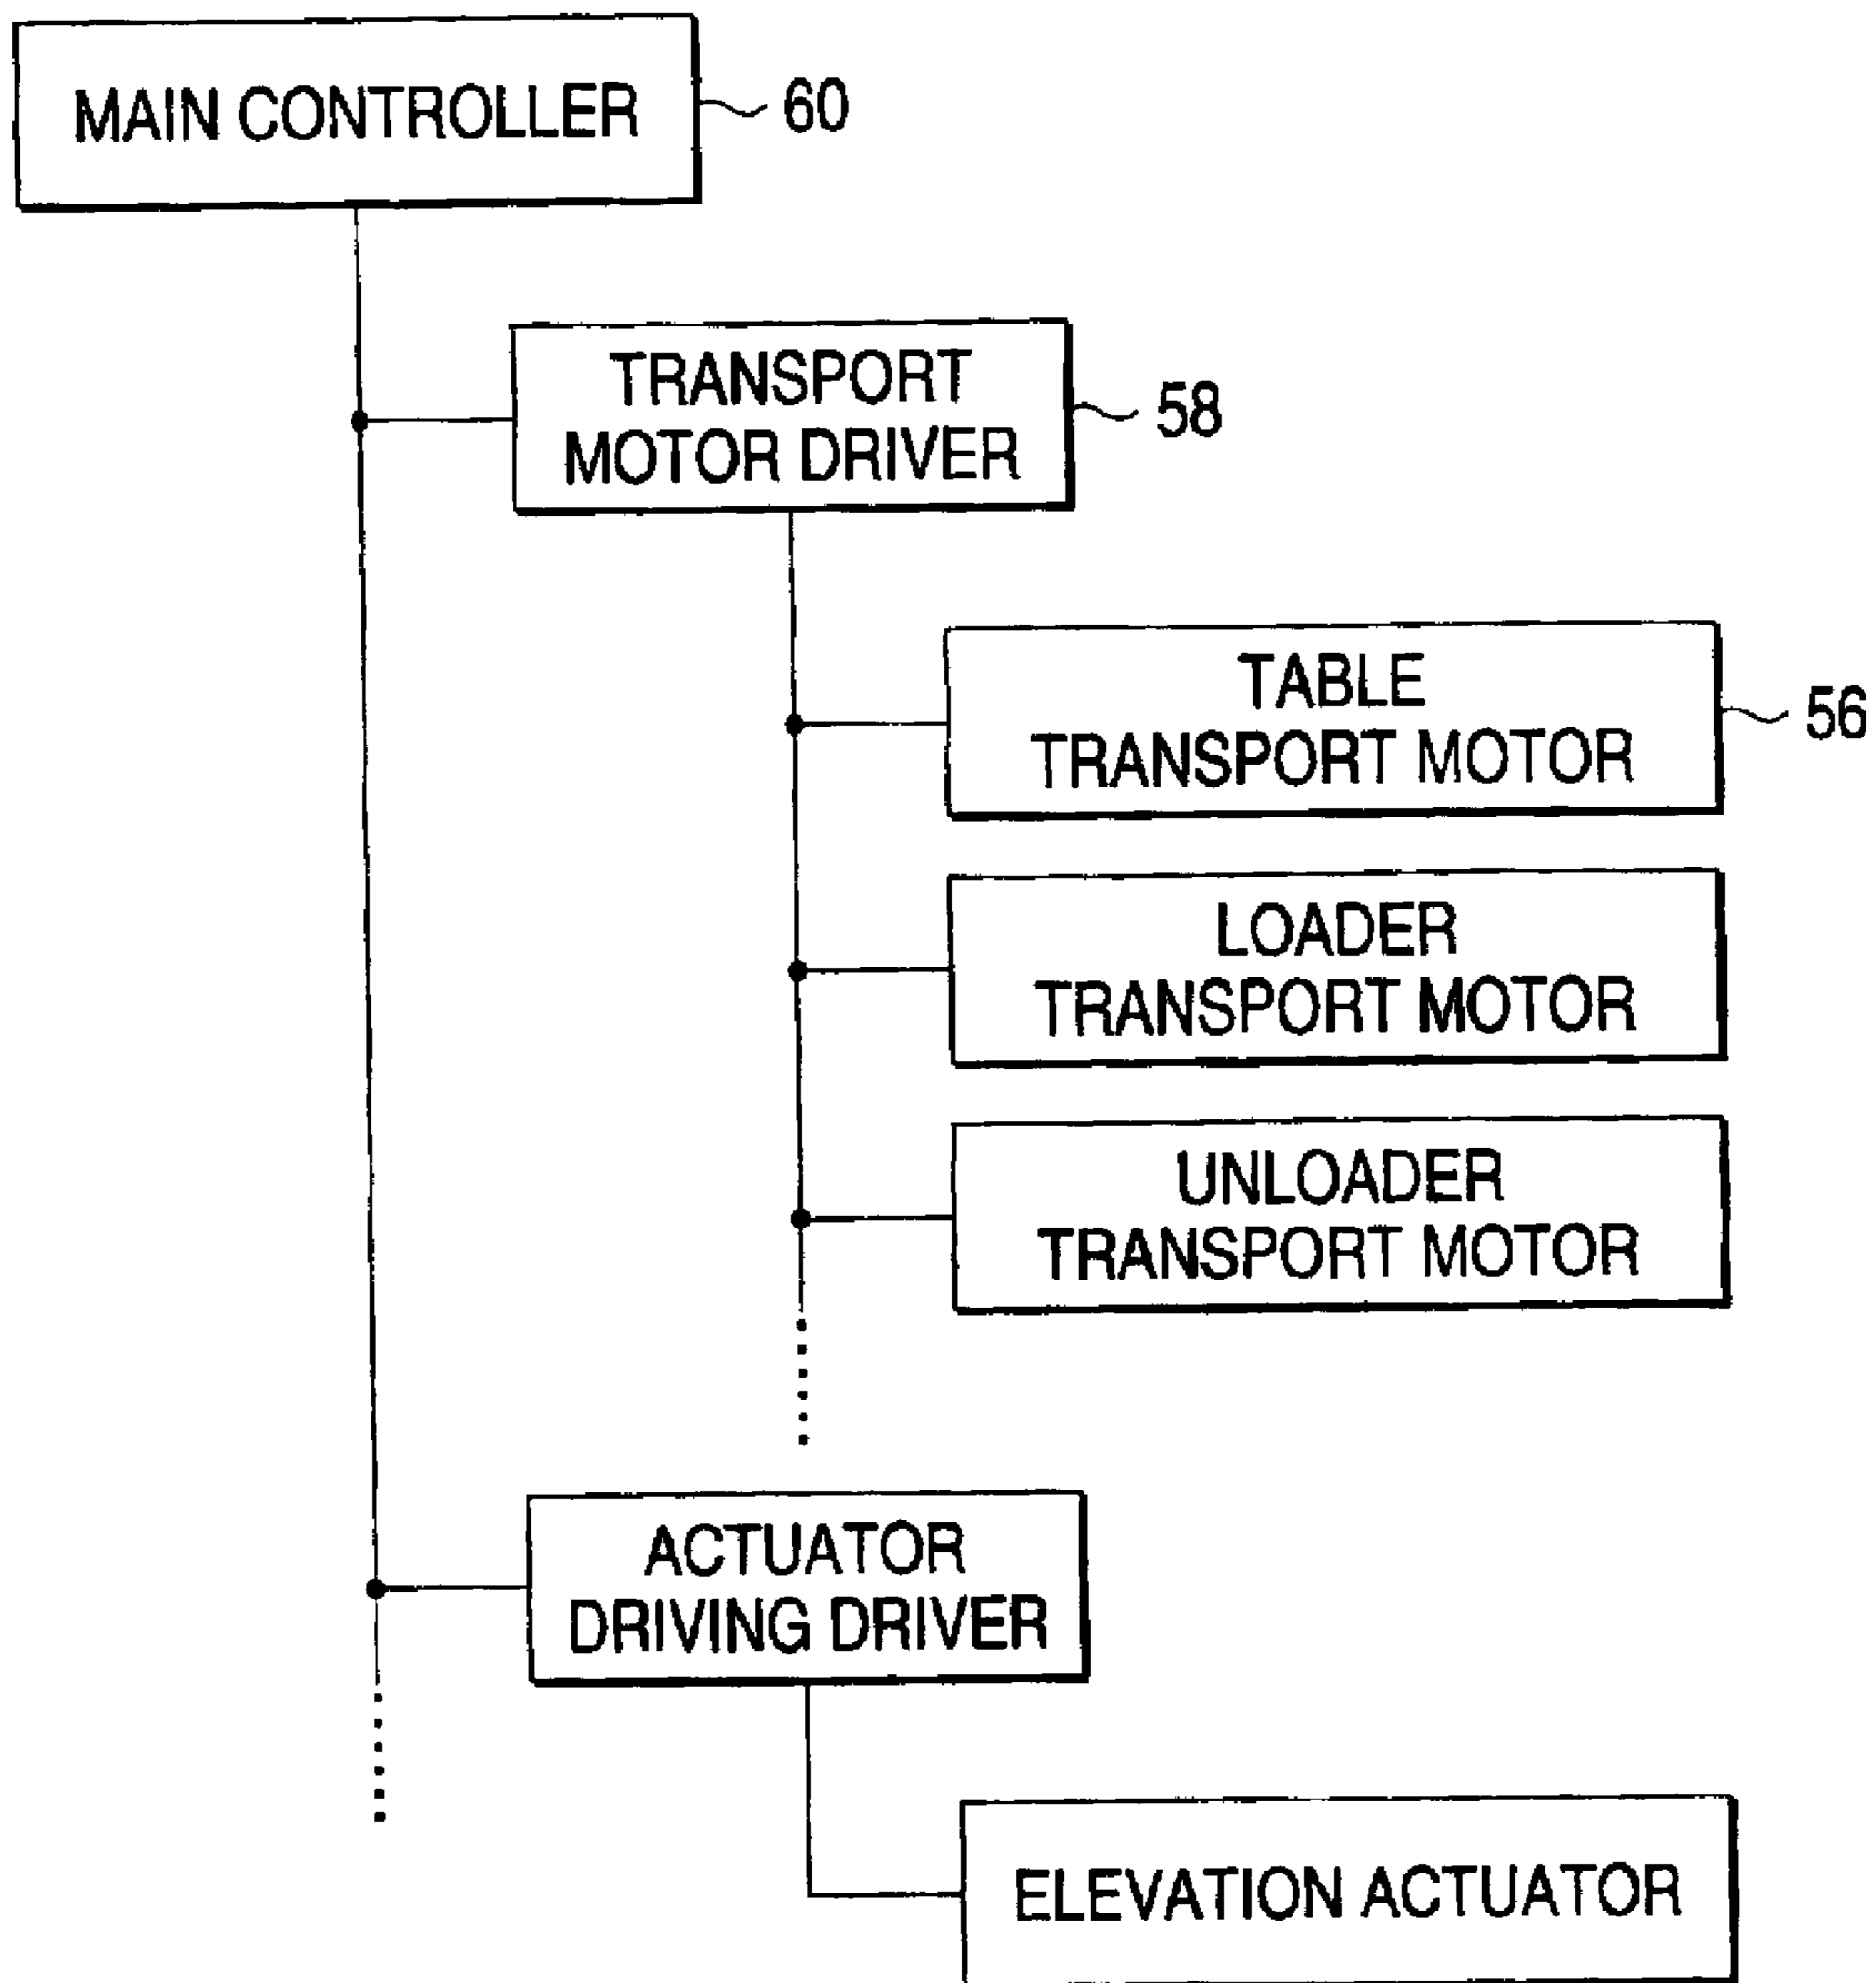 MAIN CONTROLLER
60
TRANSPORT
MOTOR DRIVER
58
TABLE
TRANSPORT MOTOR
56
LOADER
TRANSPORT MOTOR
UNLOADER
TRANSPORT MOTOR
ACTUATOR
DRIVING DRIVER
ELEVATION ACTUATOR